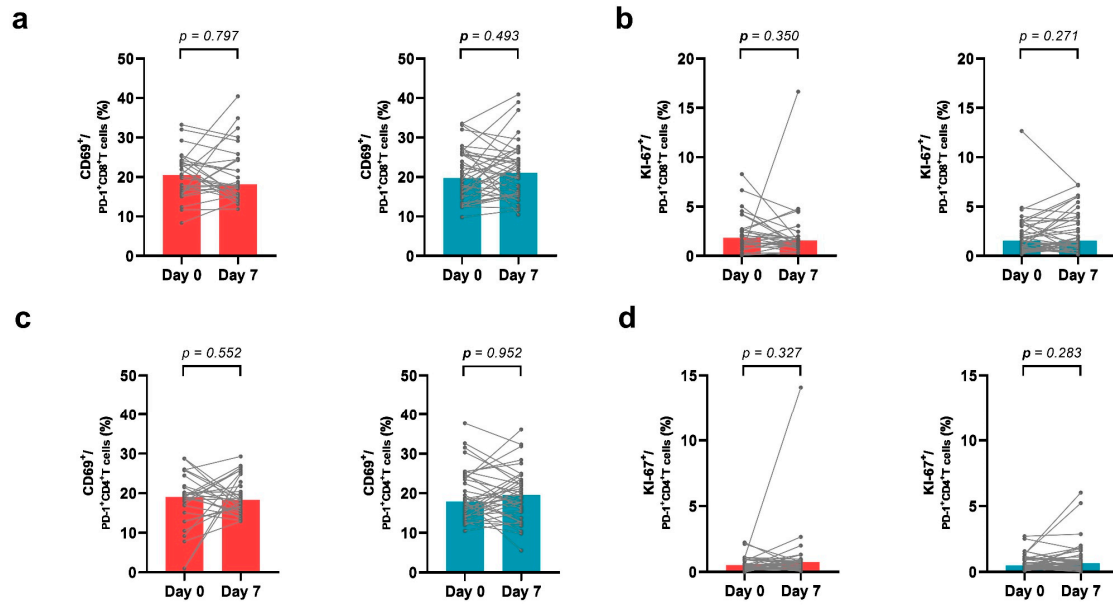 a
p = 0.797
CD69+/
PD-1+CD8+T cells (%)
50
40
30
20
10
0
Day 0 Day 7
p = 0.493
CD69+/
PD-1+CD8+T cells (%)
50
40
30
20
10
0
Day 0 Day 7
b
p = 0.350
KI-67+/
PD-1+CD8+T cells (%)
20
15
10
5
0
Day 0 Day 7
p = 0.271
KI-67+/
PD-1+CD8+T cells (%)
20
15
10
5
0
Day 0 Day 7
c
p = 0.552
CD69+/
PD-1+CD4+T cells (%)
50
40
30
20
10
0
Day 0 Day 7
p = 0.952
CD69+/
PD-1+CD4+T cells (%)
50
40
30
20
10
0
Day 0 Day 7
d
p = 0.327
KI-67+/
PD-1+CD4+T cells (%)
15
10
5
0
Day 0 Day 7
p = 0.283
KI-67+/
PD-1+CD4+T cells (%)
15
10
5
0
Day 0 Day 7